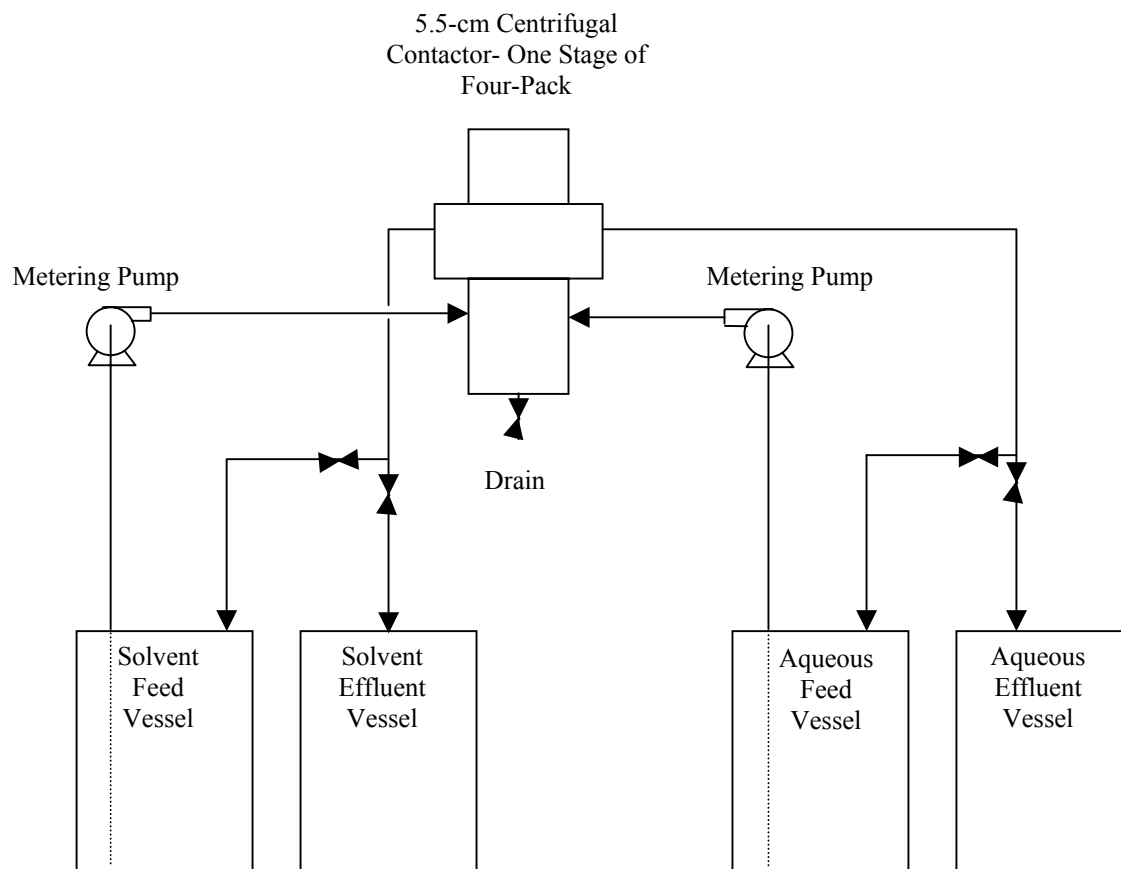 5.5-cm Centrifugal
Contactor- One Stage of
Four-Pack
Metering Pump
Metering Pump
Drain
Solvent
Feed
Vessel
Solvent
Effluent
Vessel
Aqueous
Feed
Vessel
Aqueous
Effluent
Vessel